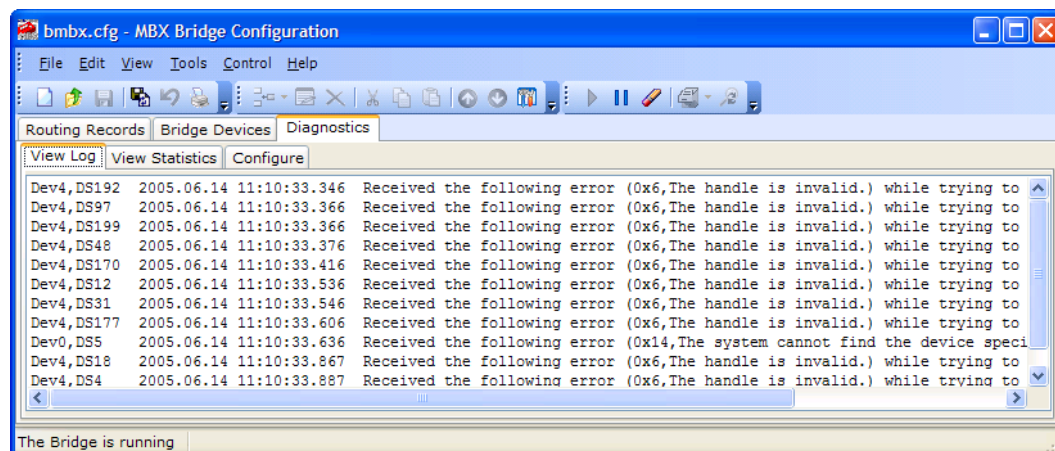 bmbx.cfg - MBX Bridge Configuration
File Edit View Tools Control Help
Routing Records Bridge Devices Diagnostics
View Log View Statistics Configure
Dev4,DS192 2005.06.14 11:10:33.346 Received the following error (0x6,The handle is invalid.) while trying to
Dev4,DS97 2005.06.14 11:10:33.366 Received the following error (0x6,The handle is invalid.) while trying to
Dev4,DS199 2005.06.14 11:10:33.366 Received the following error (0x6,The handle is invalid.) while trying to
Dev4,DS48 2005.06.14 11:10:33.376 Received the following error (0x6,The handle is invalid.) while trying to
Dev4,DS170 2005.06.14 11:10:33.416 Received the following error (0x6,The handle is invalid.) while trying to
Dev4,DS12 2005.06.14 11:10:33.536 Received the following error (0x6,The handle is invalid.) while trying to
Dev4,DS31 2005.06.14 11:10:33.546 Received the following error (0x6,The handle is invalid.) while trying to
Dev4,DS177 2005.06.14 11:10:33.606 Received the following error (0x6,The handle is invalid.) while trying to
Dev0,DS5 2005.06.14 11:10:33.636 Received the following error (0x14,The system cannot find the device speci
Dev4,DS18 2005.06.14 11:10:33.867 Received the following error (0x6,The handle is invalid.) while trying to
Dev4,DS4 2005.06.14 11:10:33.887 Received the following error (0x6,The handle is invalid.) while trying to
The Bridge is running